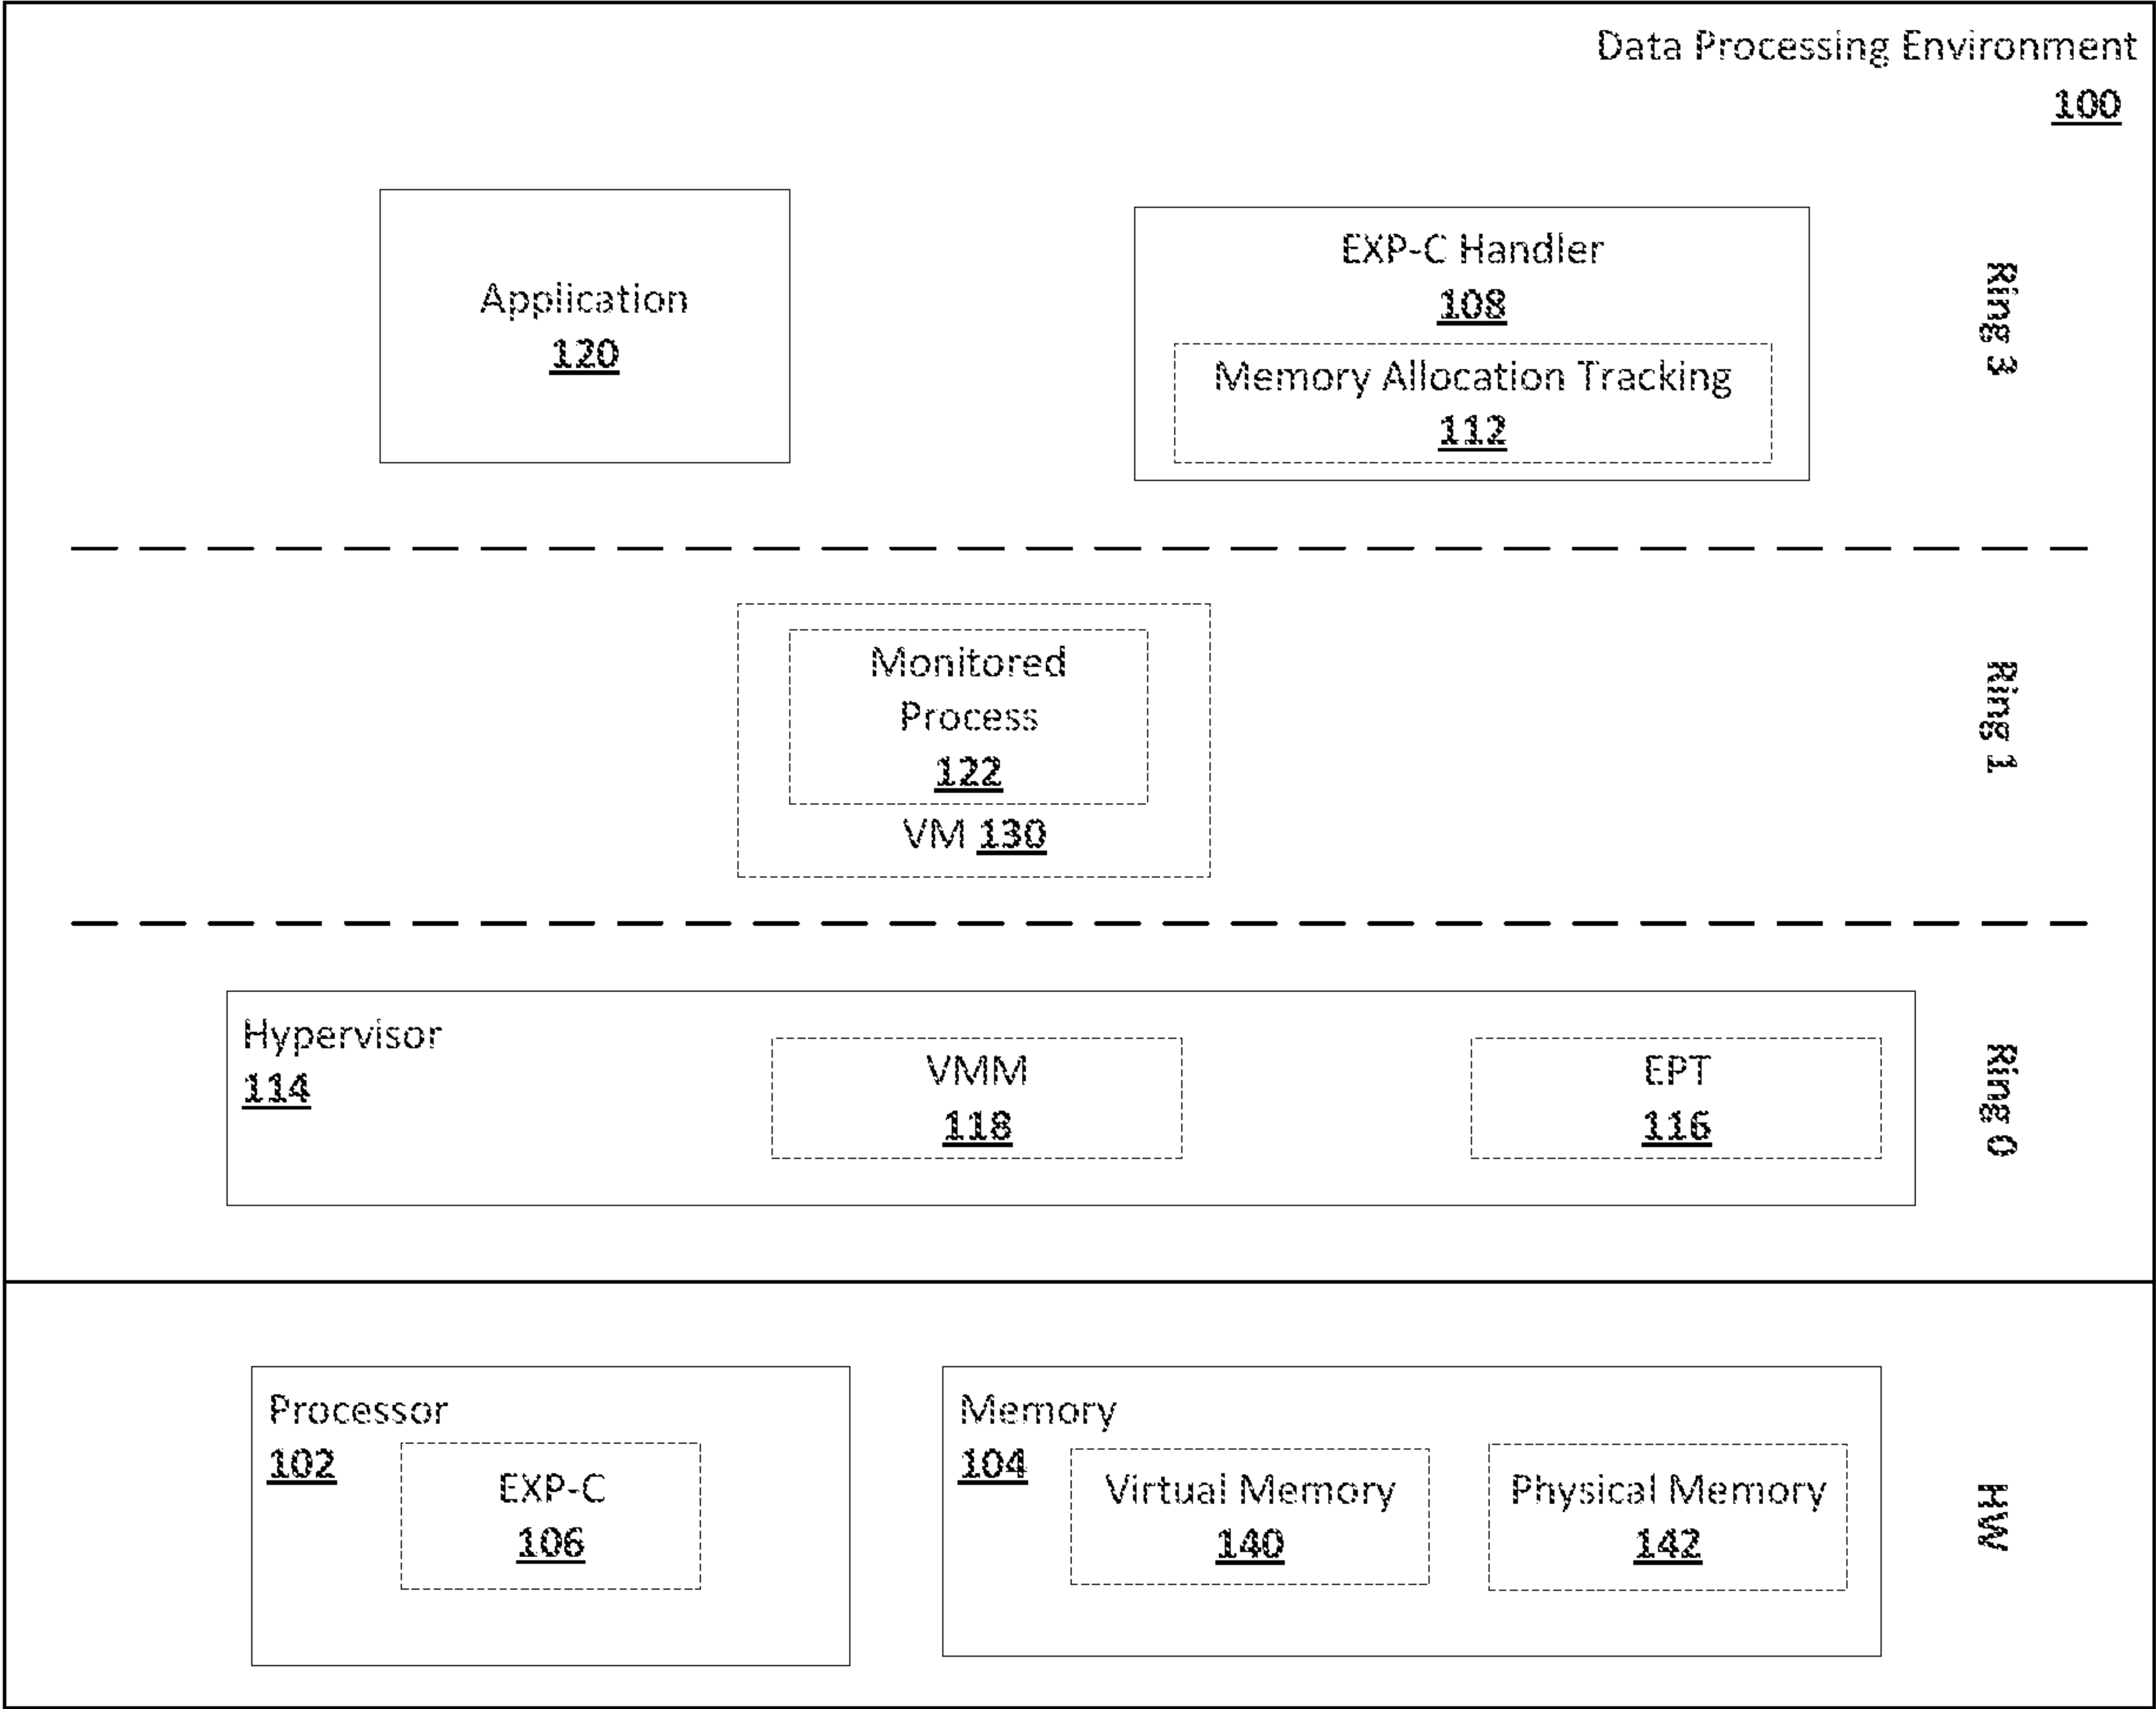 Data Processing Environment
100
Application
120
EXP-C Handler
108
Memory Allocation Tracking
112
Ring 3
Monitored
Process
122
VM 130
Ring 1
Hypervisor
114
VMM
118
EPT
116
Ring 0
Processor
102
EXP-C
106
Memory
104
Virtual Memory
140
Physical Memory
142
HW